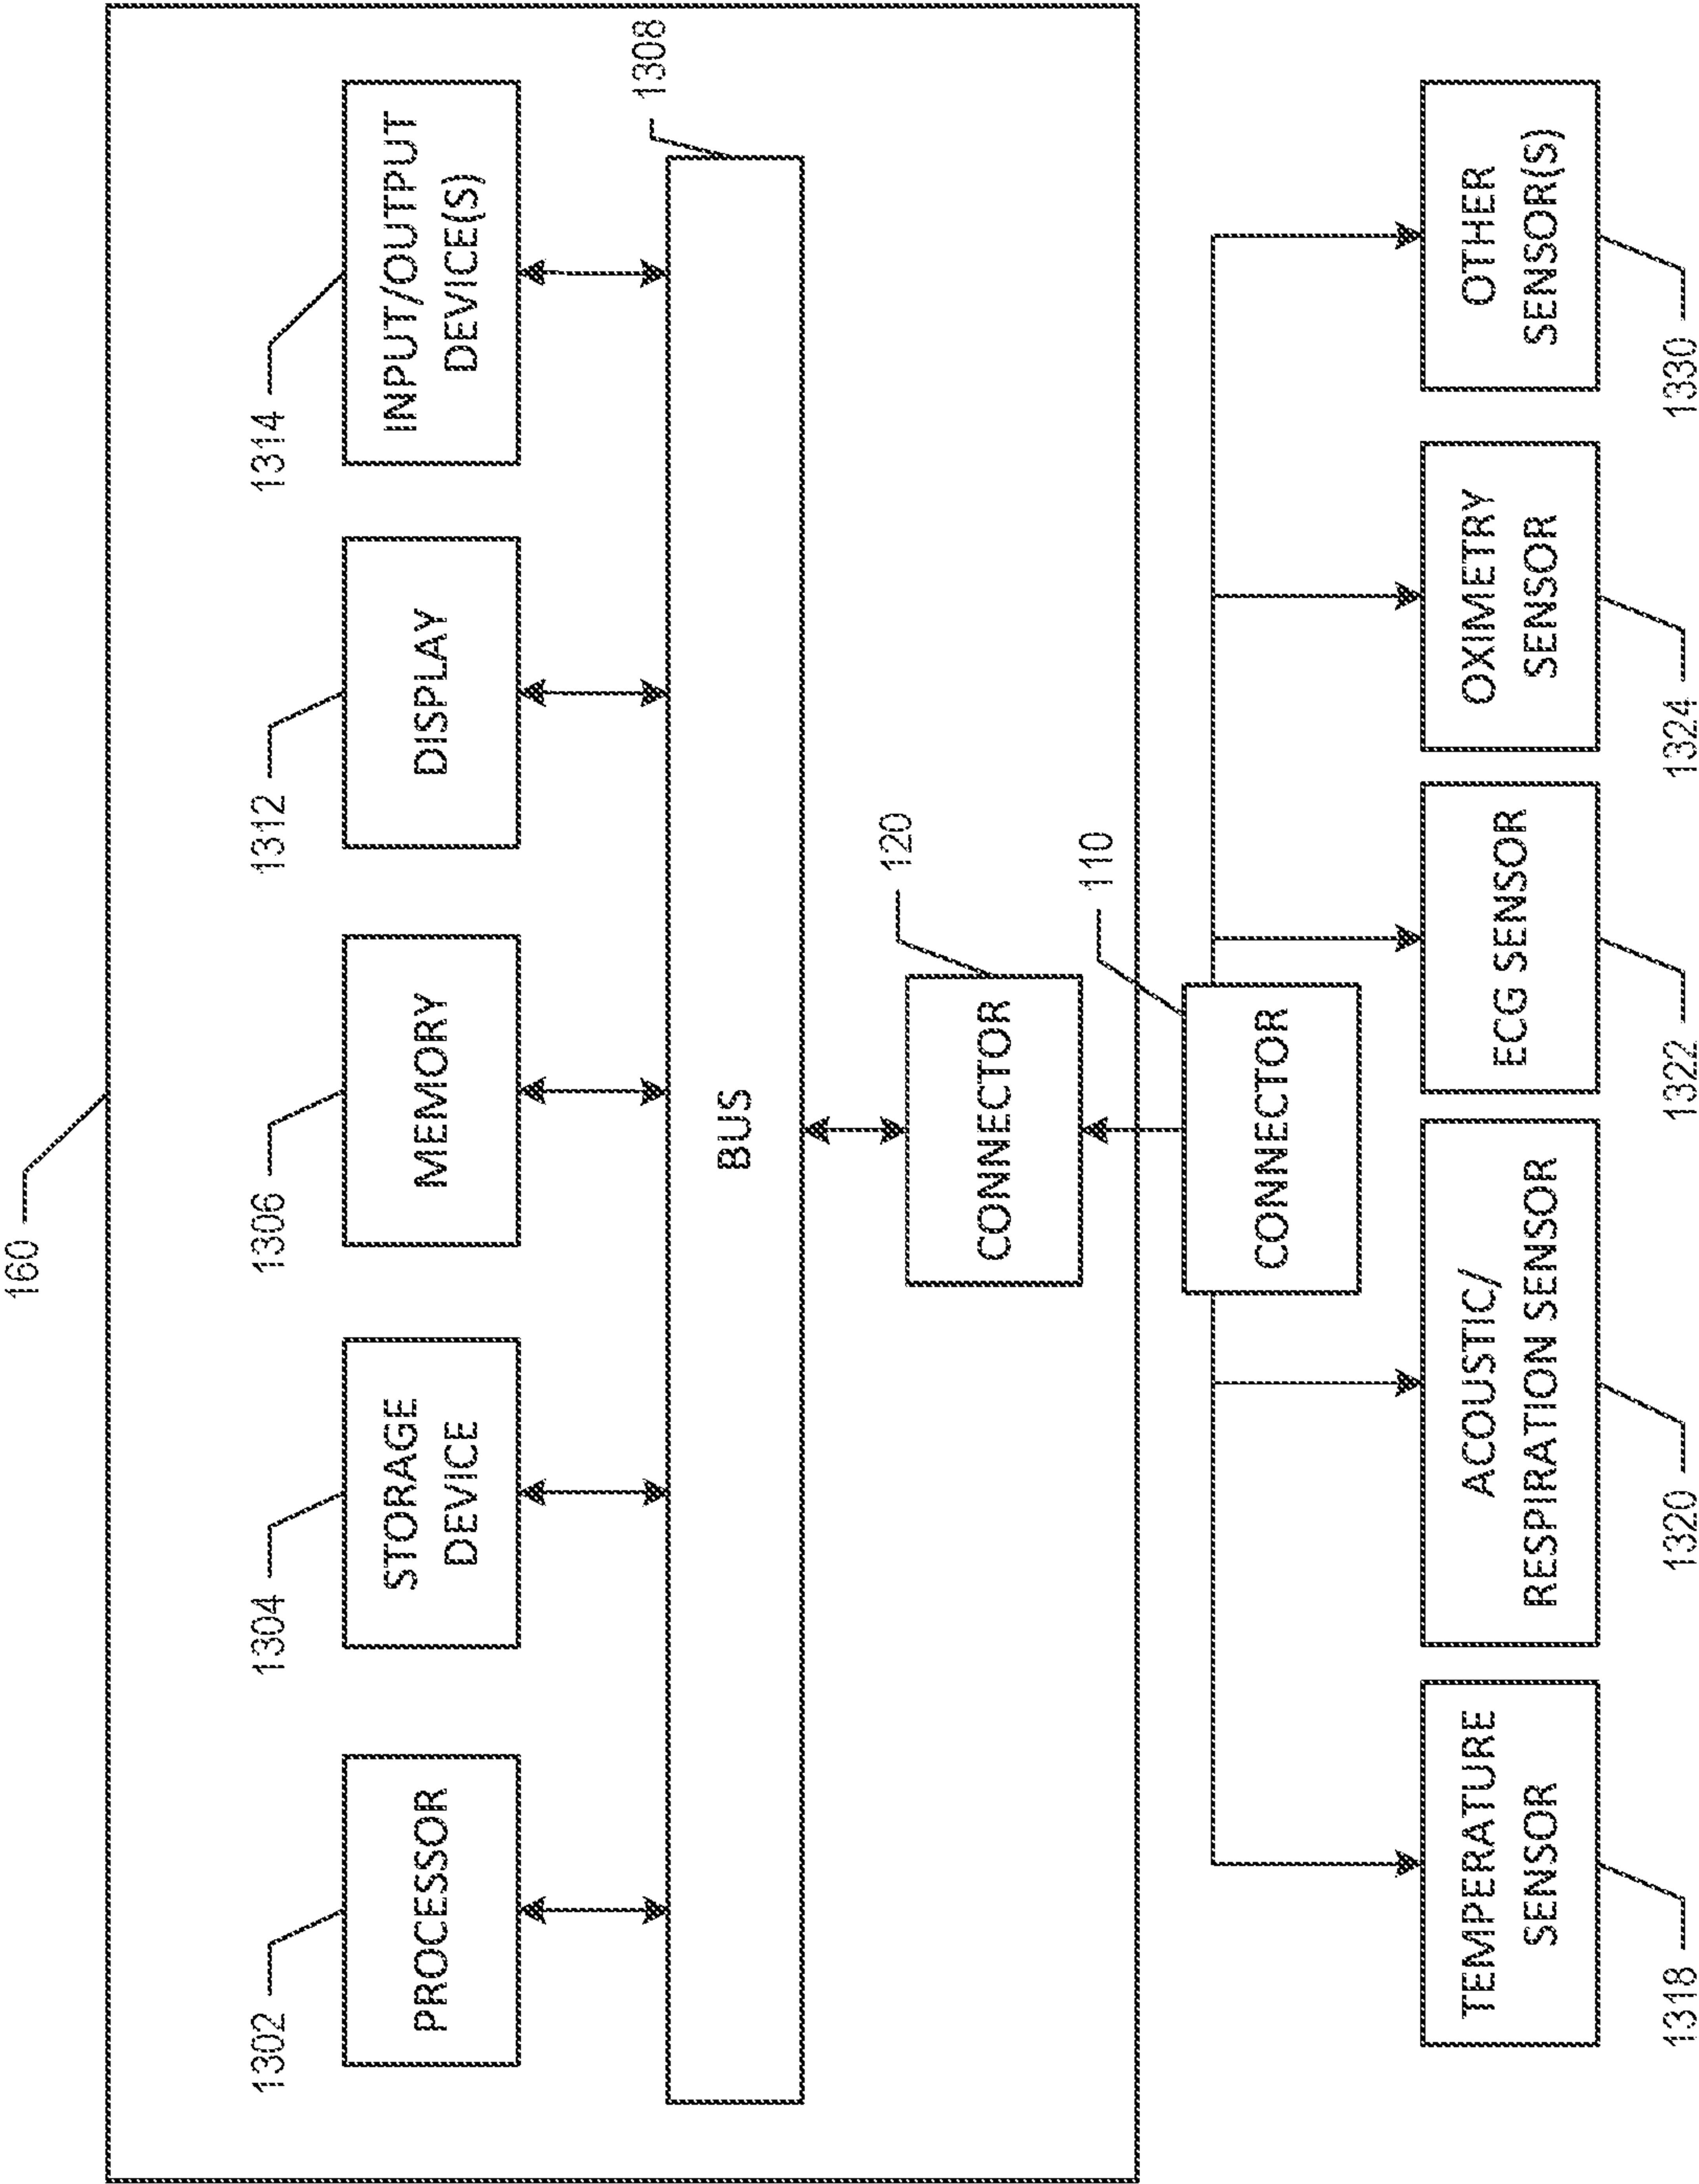 160
1302
1304
1306
1312
1314
PROCESSOR
STORAGE
DEVICE
MEMORY
DISPLAY
INPUT/OUTPUT
DEVICE(S)
1308
BUS
120
CONNECTOR
110
CONNECTOR
TEMPERATURE
SENSOR
ACOUSTIC/
RESPIRATION SENSOR
ECG SENSOR
OXIMETRY
SENSOR
OTHER
SENSOR(S)
1318
1320
1322
1324
1330